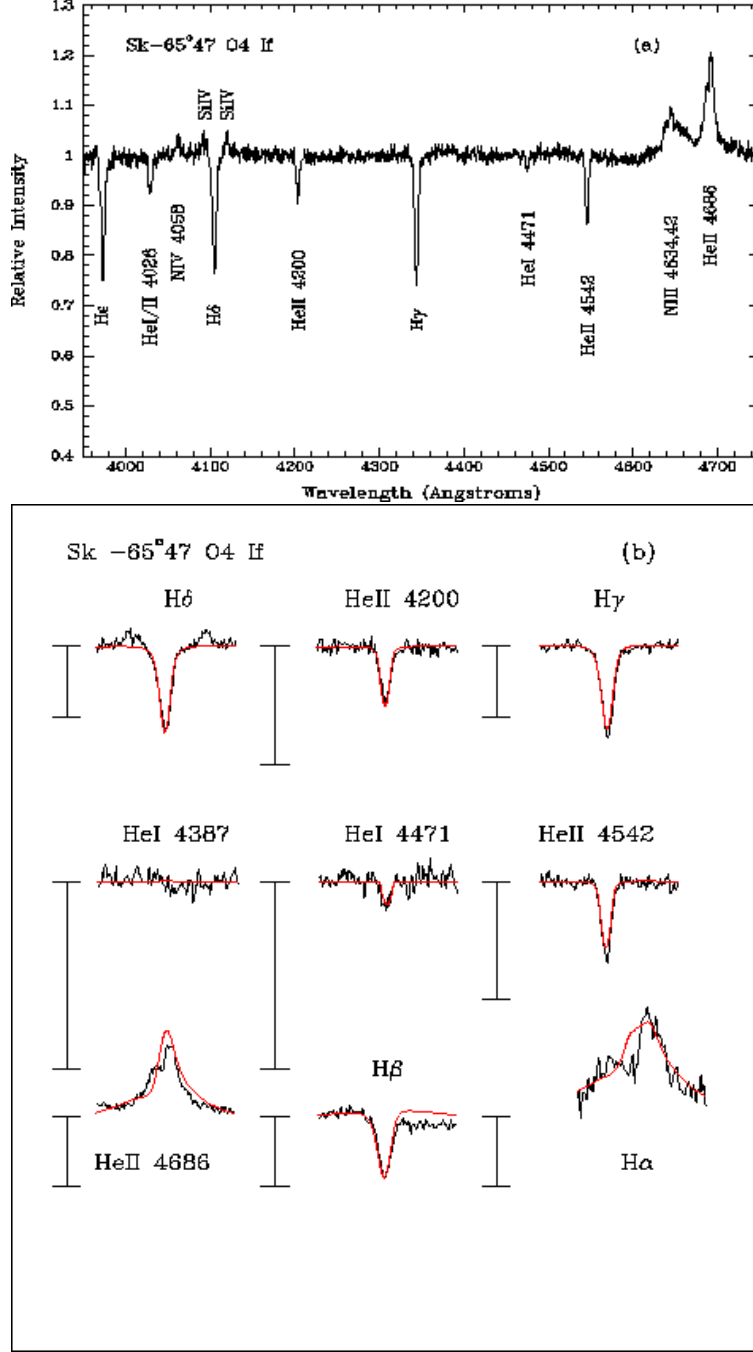 1.3
Sk-65°47 O4 If (a)
1.2
SiIV SiIV
1.1
1
0.9
0.8
0.7
0.6
0.5
0.4
Relative Intensity
Hε
HeI/II 4026
NIV 4058
Hδ
HeII 4200
Hγ
HeI 4471
HeII 4542
NIII 4634,42
HeII 4686
4000 4100 4200 4300 4400 4500 4600 4700
Wavelength (Angstroms)
Sk -65°47 O4 If (b)
Hδ HeII 4200 Hγ
HeI 4387 HeI 4471 HeII 4542
Hβ
HeII 4686 Hα